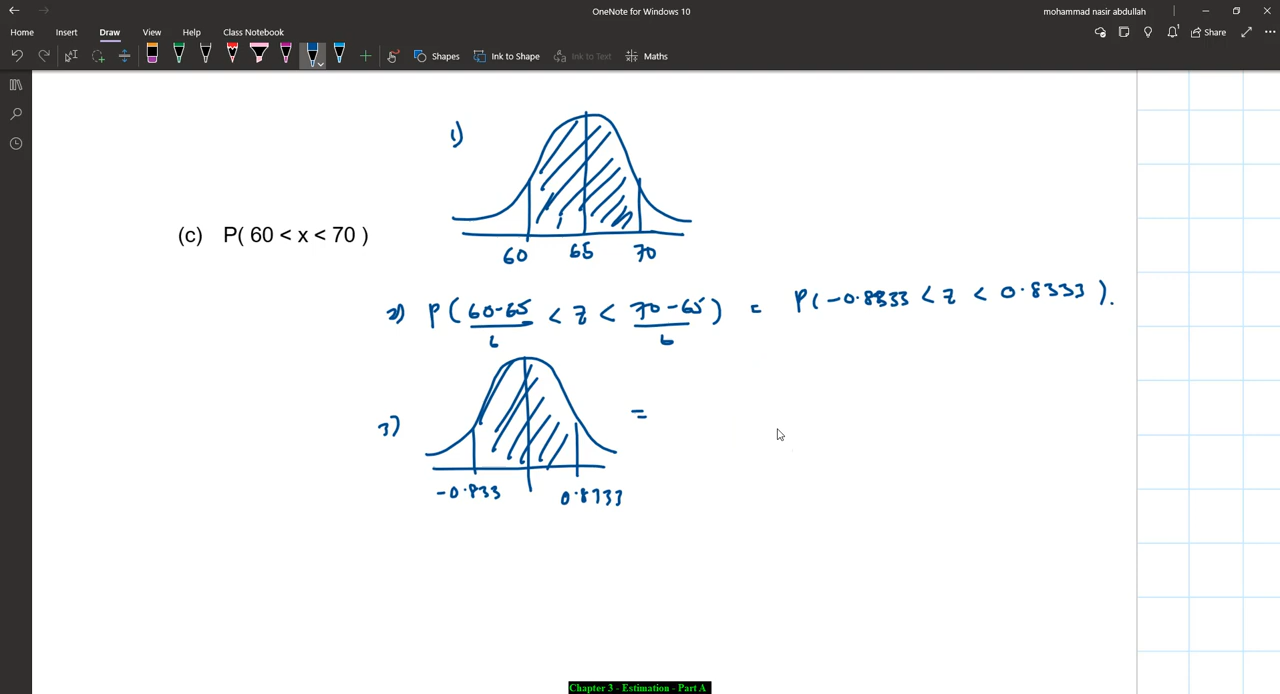 OneNote for Windows 10
mohammad nasir abdullah
Home Insert Draw View Help Class Notebook
Share
Shapes Ink to Shape Ink to Text Maths
1)
60 65 70
(c) P( 60 < x < 70 )
2) P( 60-65/6 < z < 70-65/6 ) = P( -0.8333 < z < 0.8333 ).
3) =
-0.833 0.8333
Chapter 3 - Estimation - Part A